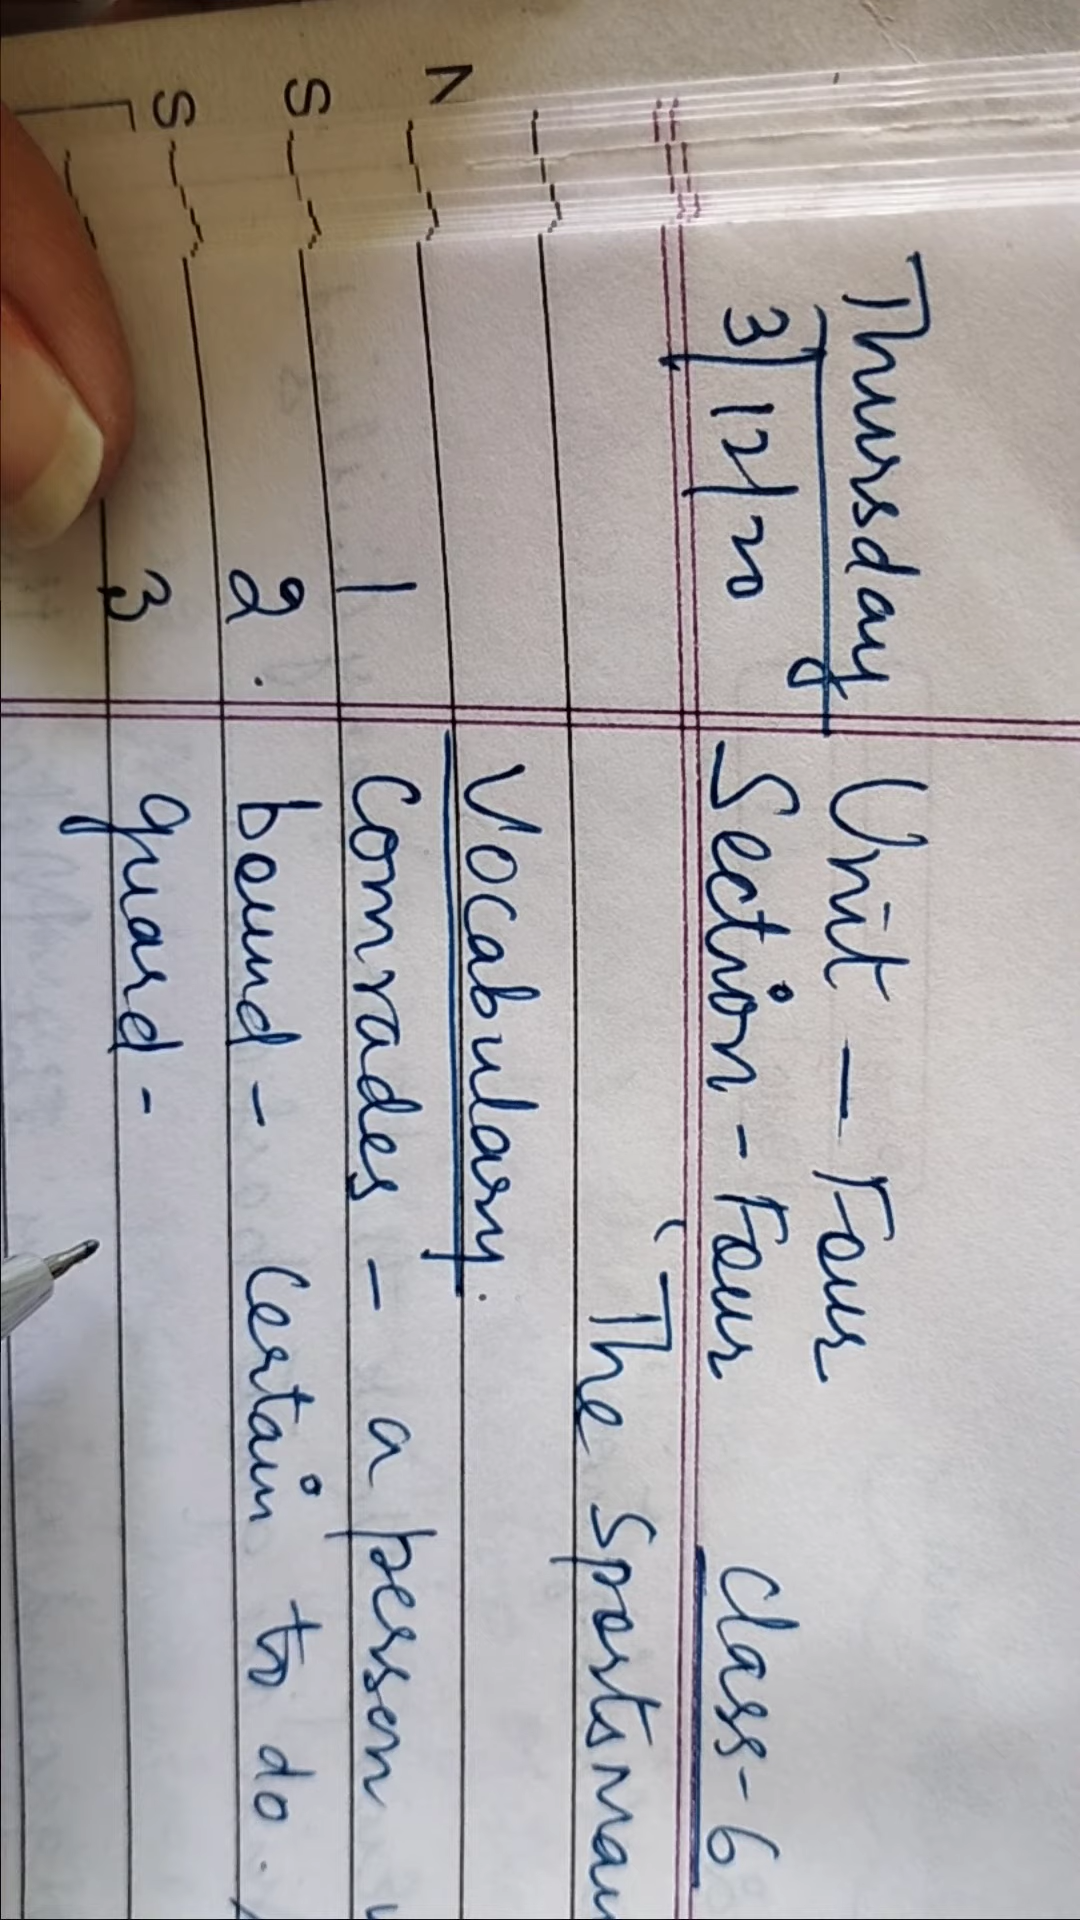 Thursday Unit - Four
3/12/20 Section - Four Class - 6
The Sportsman
Vocabulary.
1 Comrades - a person
2. bound - Certain to do.
3 guard -